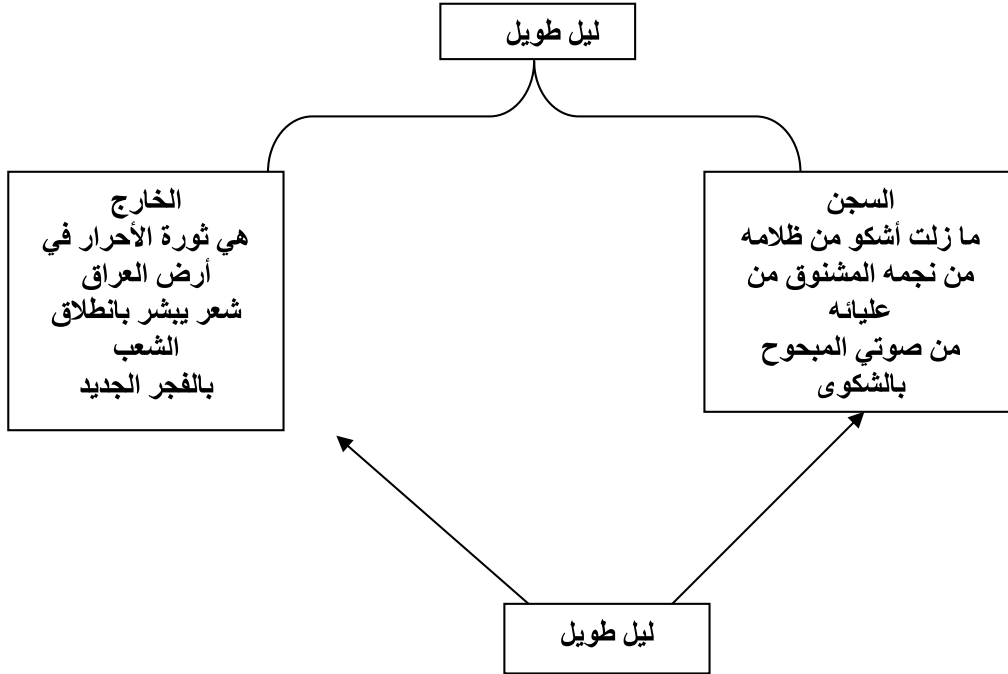 ليل طويل
السجن
ما زلت أشكو من ظلامه
من نجمه المشنوق من
عليائه
من صوتي المبحوح
بالشكوى
الخارج
هي ثورة الأحرار في
أرض العراق
شعر يبشر بانطلاق
الشعب
بالفجر الجديد
ليل طويل